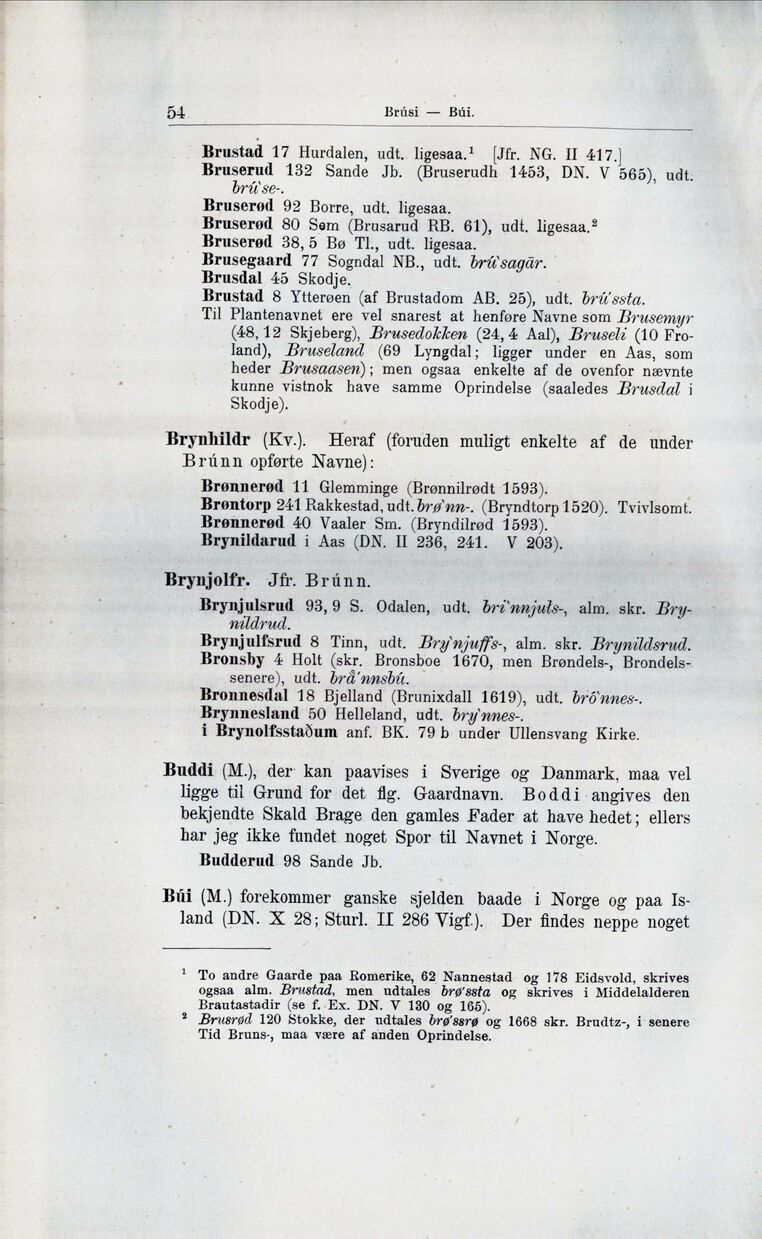 54 Brúsi — Búi.
Brustad 17 Hurdalen, udt. ligesaa.¹ [Jfr. NG. II 417.]
Bruserud 132 Sande Jb. (Bruserudh 1453, DN. V 565), udt.
brú`se-.
Bruserød 92 Borre, udt. ligesaa.
Bruserød 80 Sem (Brusarud RB. 61), udt. ligesaa.²
Bruserød 38, 5 Bø Tl., udt. ligesaa.
Brusegaard 77 Sogndal NB., udt. brú`sagār.
Brusdal 45 Skodje.
Brustad 8 Ytterøen (af Brustadom AB. 25), udt. brú`ssta.
Til Plantenavnet ere vel snarest at henføre Navne som Brusemyr
(48, 12 Skjeberg), Brusedokken (24, 4 Aal), Bruseli (10 Fro-
land), Bruseland (69 Lyngdal; ligger under en Aas, som
heder Brusaasen); men ogsaa enkelte af de ovenfor nævnte
kunne vistnok have samme Oprindelse (saaledes Brusdal i
Skodje).
Brynhildr (Kv.). Heraf (foruden muligt enkelte af de under
Brúnn opførte Navne):
Brønnerød 11 Glemminge (Brønnilrødt 1593).
Brøntorp 241 Rakkestad, udt. brø`nn-. (Bryndtorp 1520). Tvivlsomt.
Brønnerød 40 Vaaler Sm. (Bryndilrød 1593).
Brynildarud i Aas (DN. II 236, 241. V 203).
Brynjolfr. Jfr. Brúnn.
Brynjulsrud 93, 9 S. Odalen, udt. bri`nnjuls-, alm. skr. Bry-
nildrud.
Brynjulfsrud 8 Tinn, udt. Bry`njuffs-, alm. skr. Brynildsrud.
Bronsby 4 Holt (skr. Bronsboe 1670, men Brøndels-, Brondels-
senere), udt. brå`nnsbú.
Bronnesdal 18 Bjelland (Brunixdall 1619), udt. bró`nnes-.
Brynnesland 50 Helleland, udt. bry`nnes-.
i Brynolfsstaðum anf. BK. 79 b under Ullensvang Kirke.
Buddi (M.), der kan paavises i Sverige og Danmark, maa vel
ligge til Grund for det flg. Gaardnavn. Boddi angives den
bekjendte Skald Brage den gamles Fader at have hedet; ellers
har jeg ikke fundet noget Spor til Navnet i Norge.
Budderud 98 Sande Jb.
Búi (M.) forekommer ganske sjelden baade i Norge og paa Is-
land (DN. X 28; Sturl. II 286 Vigf.). Der findes neppe noget
¹ To andre Gaarde paa Romerike, 62 Nannestad og 178 Eidsvold, skrives
ogsaa alm. Brustad, men udtales brø'ssta og skrives i Middelalderen
Brautastadir (se f. Ex. DN. V 130 og 165).
² Brusrød 120 Stokke, der udtales brø'ssrø og 1668 skr. Brudtz-, i senere
Tid Bruns-, maa være af anden Oprindelse.